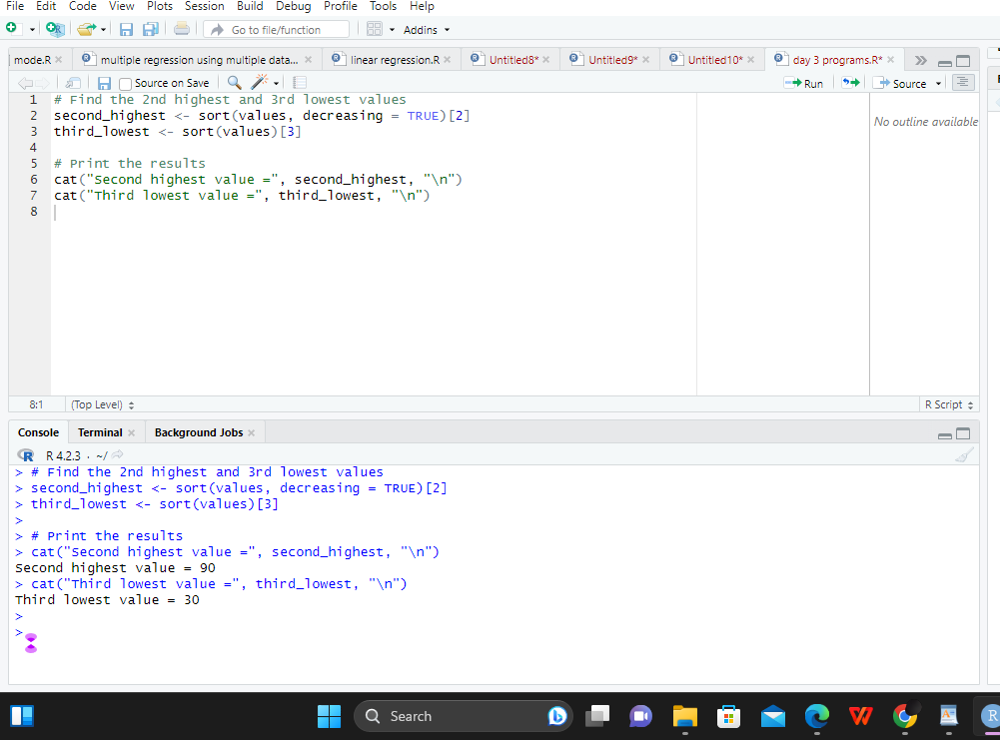 File Edit Code View Plots Session Build Debug Profile Tools Help
Go to file/function Addins
mode.R multiple regression using multiple data... linear regression.R Untitled8* Untitled9* Untitled10* day 3 programs.R*
Source on Save Run Source
1 # Find the 2nd highest and 3rd lowest values
2 second_highest <- sort(values, decreasing = TRUE)[2]
3 third_lowest <- sort(values)[3]
4
5 # Print the results
6 cat("Second highest value =", second_highest, "\n")
7 cat("Third lowest value =", third_lowest, "\n")
8
No outline available
8:1 (Top Level) R Script
Console Terminal Background Jobs
R 4.2.3 · ~/
> # Find the 2nd highest and 3rd lowest values
> second_highest <- sort(values, decreasing = TRUE)[2]
> third_lowest <- sort(values)[3]
>
> # Print the results
> cat("Second highest value =", second_highest, "\n")
Second highest value = 90
> cat("Third lowest value =", third_lowest, "\n")
Third lowest value = 30
>
>
Search